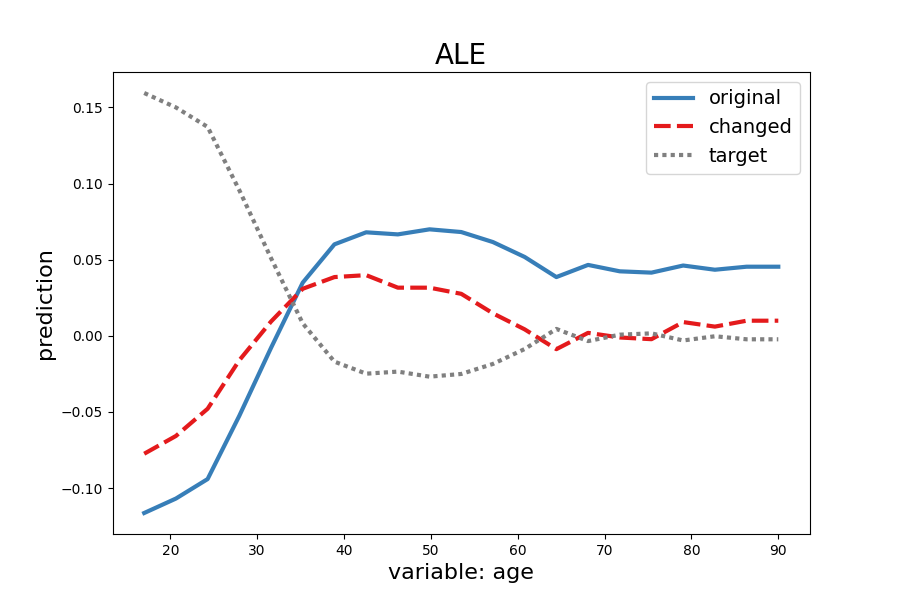 ALE
original
changed
target
0.15
0.10
0.05
0.00
−0.05
−0.10
prediction
20 30 40 50 60 70 80 90
variable: age